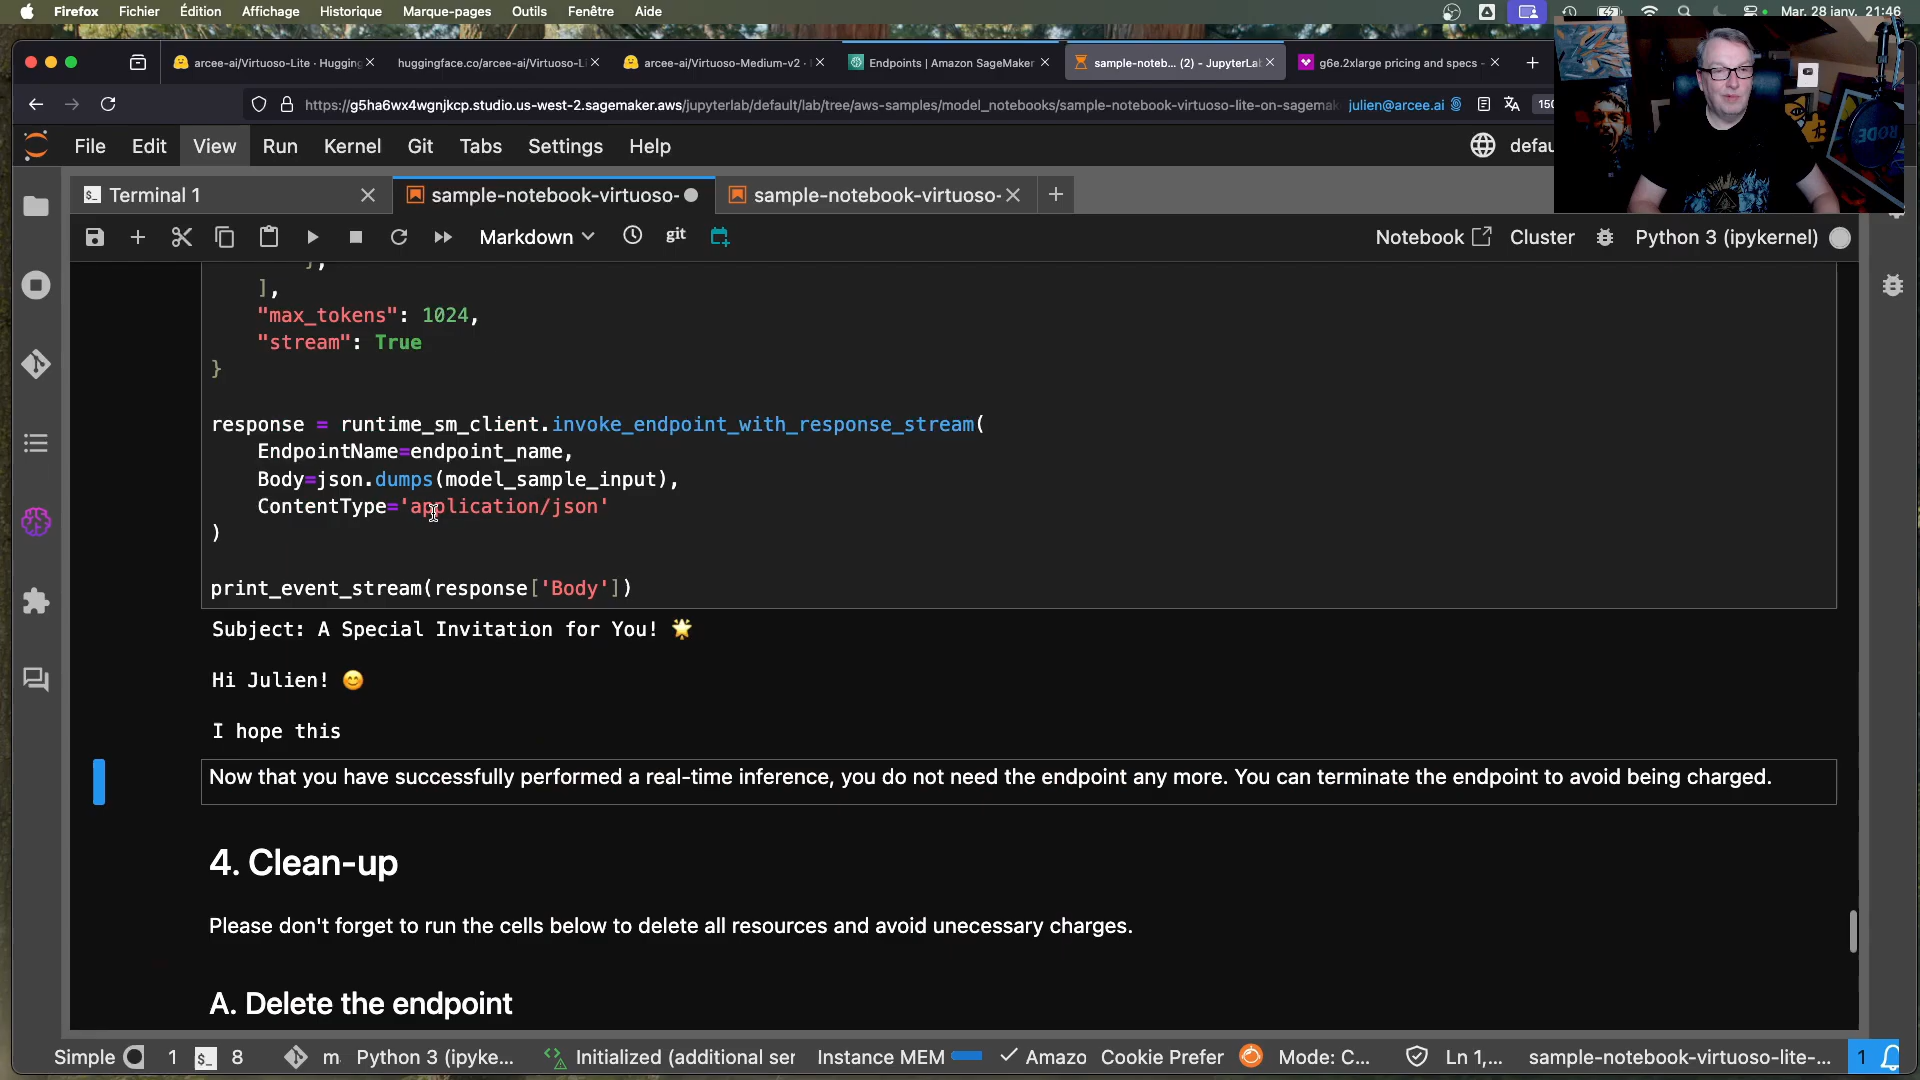 Firefox Fichier Édition Affichage Historique Marque-pages Outils Fenêtre Aide Mar. 28 janv. 21:46
arcee-ai/Virtuoso-Lite · Hugging huggingface.co/arcee-ai/Virtuoso-L arcee-ai/Virtuoso-Medium-v2 · Endpoints | Amazon SageMaker sample-noteb... (2) - JupyterLa g6e.2xlarge pricing and specs -
https://g5ha6wx4wgnjkcp.studio.us-west-2.sagemaker.aws/jupyterlab/default/lab/tree/aws-samples/model_notebooks/sample-notebook-virtuoso-lite-on-sagema julien@arcee.ai 150
File Edit View Run Kernel Git Tabs Settings Help defau
Terminal 1 sample-notebook-virtuoso- sample-notebook-virtuoso-
Markdown git Notebook Cluster Python 3 (ipykernel)
},
],
"max_tokens": 1024,
"stream": True
}
response = runtime_sm_client.invoke_endpoint_with_response_stream(
EndpointName=endpoint_name,
Body=json.dumps(model_sample_input),
ContentType='application/json'
)
print_event_stream(response['Body'])
Subject: A Special Invitation for You! 🌟
Hi Julien! 😊
I hope this
Now that you have successfully performed a real-time inference, you do not need the endpoint any more. You can terminate the endpoint to avoid being charged.
4. Clean-up
Please don't forget to run the cells below to delete all resources and avoid unecessary charges.
A. Delete the endpoint
Simple 1 8 Python 3 (ipyke... Initialized (additional ser Instance MEM Amazo Cookie Prefer Mode: C... Ln 1,... sample-notebook-virtuoso-lite-... 1
RODE